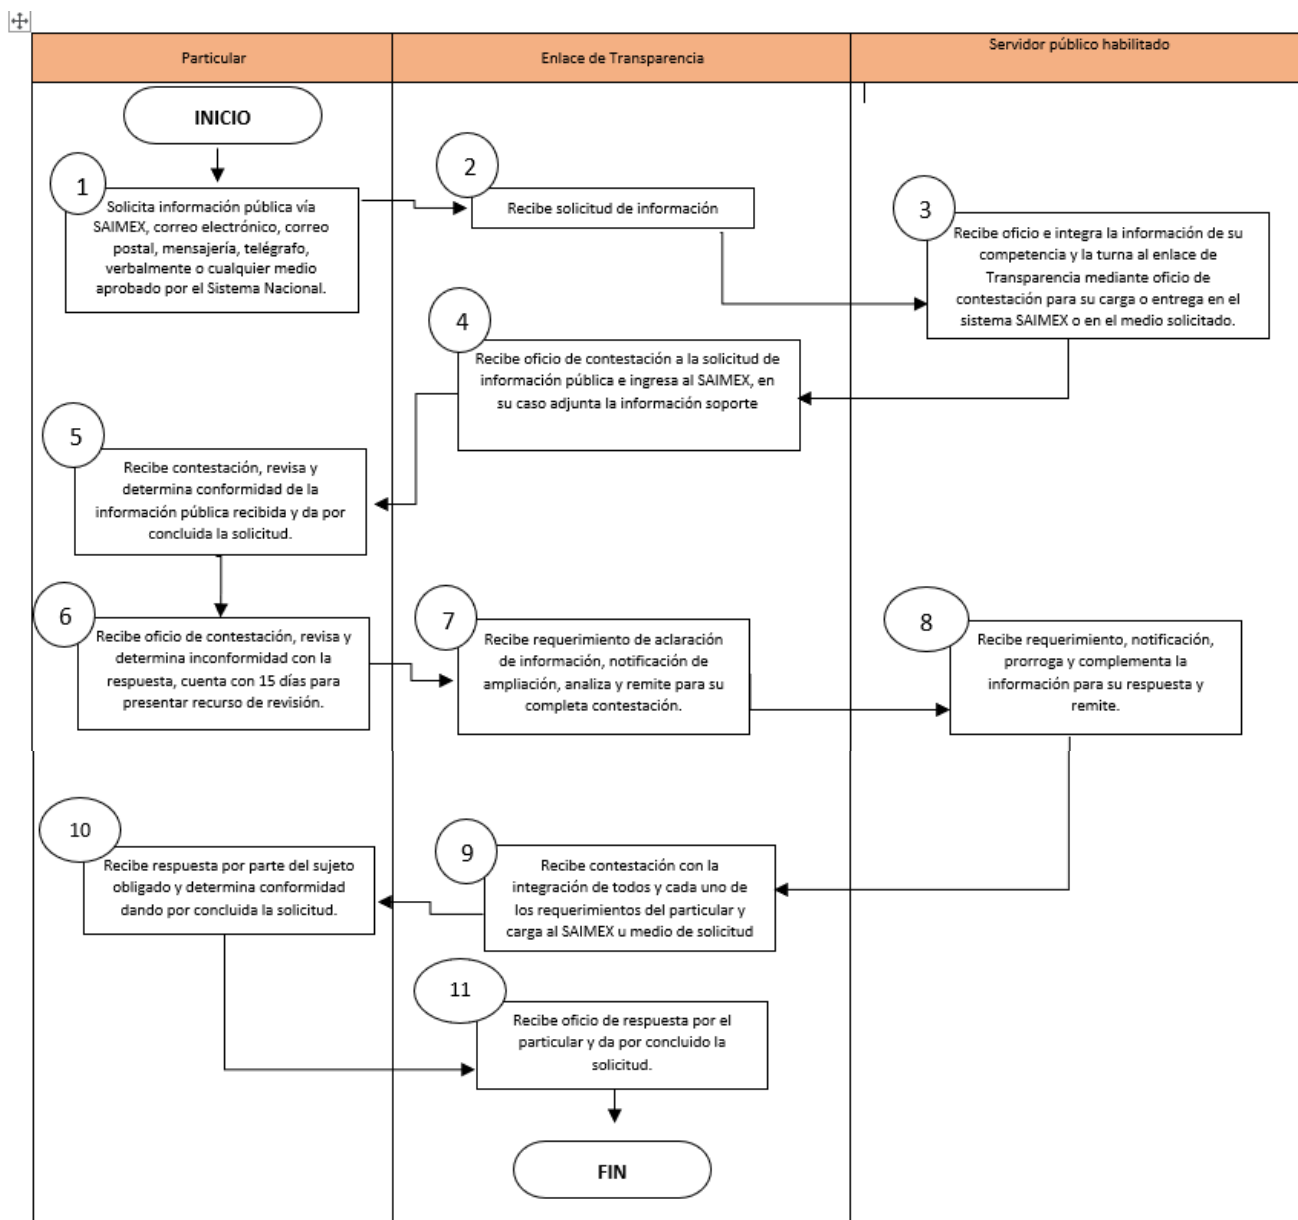 Particular
Enlace de Transparencia
Servidor público habilitado
INICIO
1
Solicita información pública vía
SAIMEX, correo electrónico, correo
postal, mensajería, telégrafo,
verbalmente o cualquier medio
aprobado por el Sistema Nacional.
2
Recibe solicitud de información
3
Recibe oficio e integra la información de su
competencia y la turna al enlace de
Transparencia mediante oficio de
contestación para su carga o entrega en el
sistema SAIMEX o en el medio solicitado.
4
Recibe oficio de contestación a la solicitud de
información pública e ingresa al SAIMEX, en
su caso adjunta la información soporte
5
Recibe contestación, revisa y
determina conformidad de la
información pública recibida y da por
concluida la solicitud.
6
Recibe oficio de contestación, revisa y
determina inconformidad con la
respuesta, cuenta con 15 días para
presentar recurso de revisión.
7
Recibe requerimiento de aclaración
de información, notificación de
ampliación, analiza y remite para su
completa contestación.
8
Recibe requerimiento, notificación,
prorroga y complementa la
información para su respuesta y
remite.
9
Recibe contestación con la
integración de todos y cada uno de
los requerimientos del particular y
carga al SAIMEX u medio de solicitud
10
Recibe respuesta por parte del sujeto
obligado y determina conformidad
dando por concluida la solicitud.
11
Recibe oficio de respuesta por el
particular y da por concluido la
solicitud.
FIN